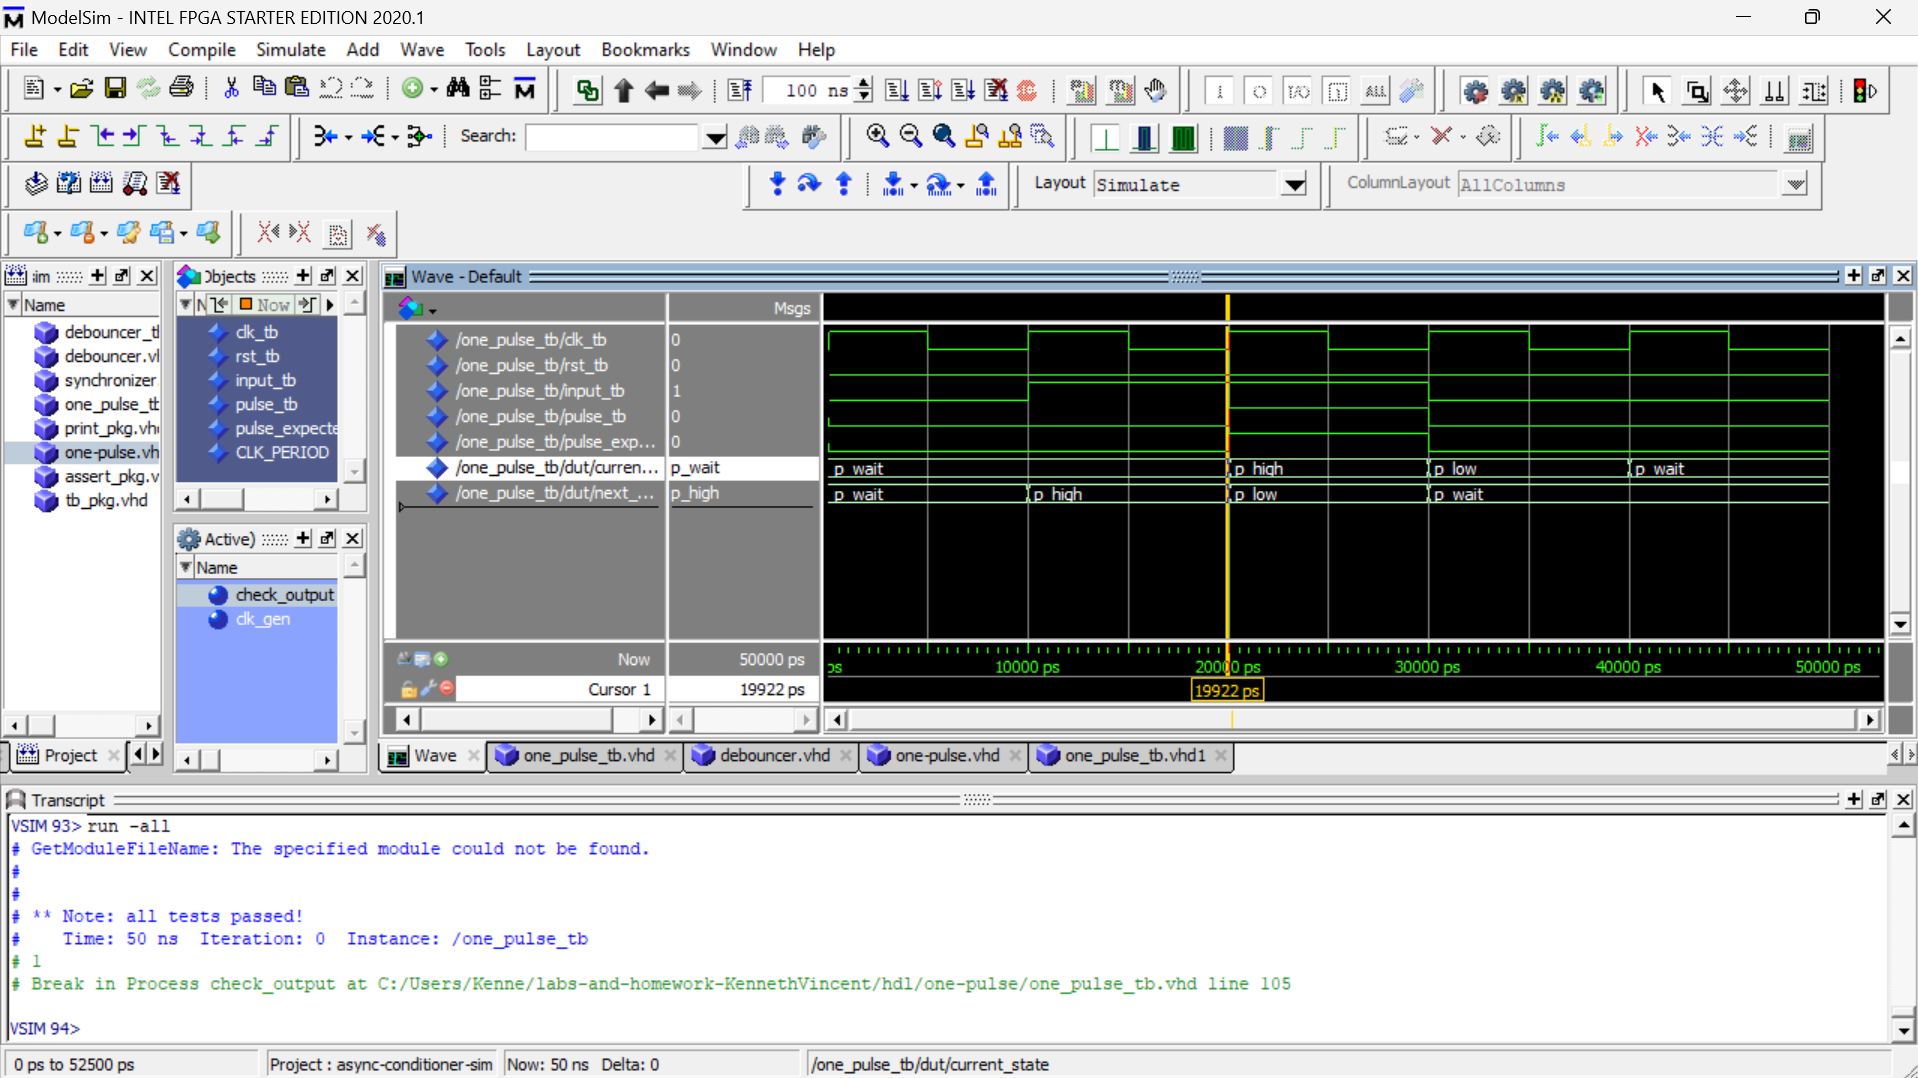 ModelSim - INTEL FPGA STARTER EDITION 2020.1
File Edit View Compile Simulate Add Wave Tools Layout Bookmarks Window Help
100 ns
Search:
Layout Simulate ColumnLayout AllColumns
sim
Name
debouncer_tb
debouncer.vh
synchronizer.
one_pulse_tb
print_pkg.vhd
one-pulse.vh
assert_pkg.v
tb_pkg.vhd
Project
Objects
Now
clk_tb
rst_tb
input_tb
pulse_tb
pulse_expecte
CLK_PERIOD
Active)
Name
check_output
clk_gen
Wave - Default
Msgs
/one_pulse_tb/clk_tb 0
/one_pulse_tb/rst_tb 0
/one_pulse_tb/input_tb 1
/one_pulse_tb/pulse_tb 0
/one_pulse_tb/pulse_exp... 0
/one_pulse_tb/dut/curren... p_wait p_wait p_high p_low p_wait
/one_pulse_tb/dut/next_... p_high p_wait p_high p_low p_wait
Now 50000 ps ps 10000 ps 20000 ps 30000 ps 40000 ps 50000 ps
Cursor 1 19922 ps 19922 ps
Wave one_pulse_tb.vhd debouncer.vhd one-pulse.vhd one_pulse_tb.vhd1
Transcript
VSIM 93> run -all
# GetModuleFileName: The specified module could not be found.
#
#
# ** Note: all tests passed!
# Time: 50 ns Iteration: 0 Instance: /one_pulse_tb
# 1
# Break in Process check_output at C:/Users/Kenne/labs-and-homework-KennethVincent/hdl/one-pulse/one_pulse_tb.vhd line 105
VSIM 94>
0 ps to 52500 ps Project : async-conditioner-sim Now: 50 ns Delta: 0 /one_pulse_tb/dut/current_state